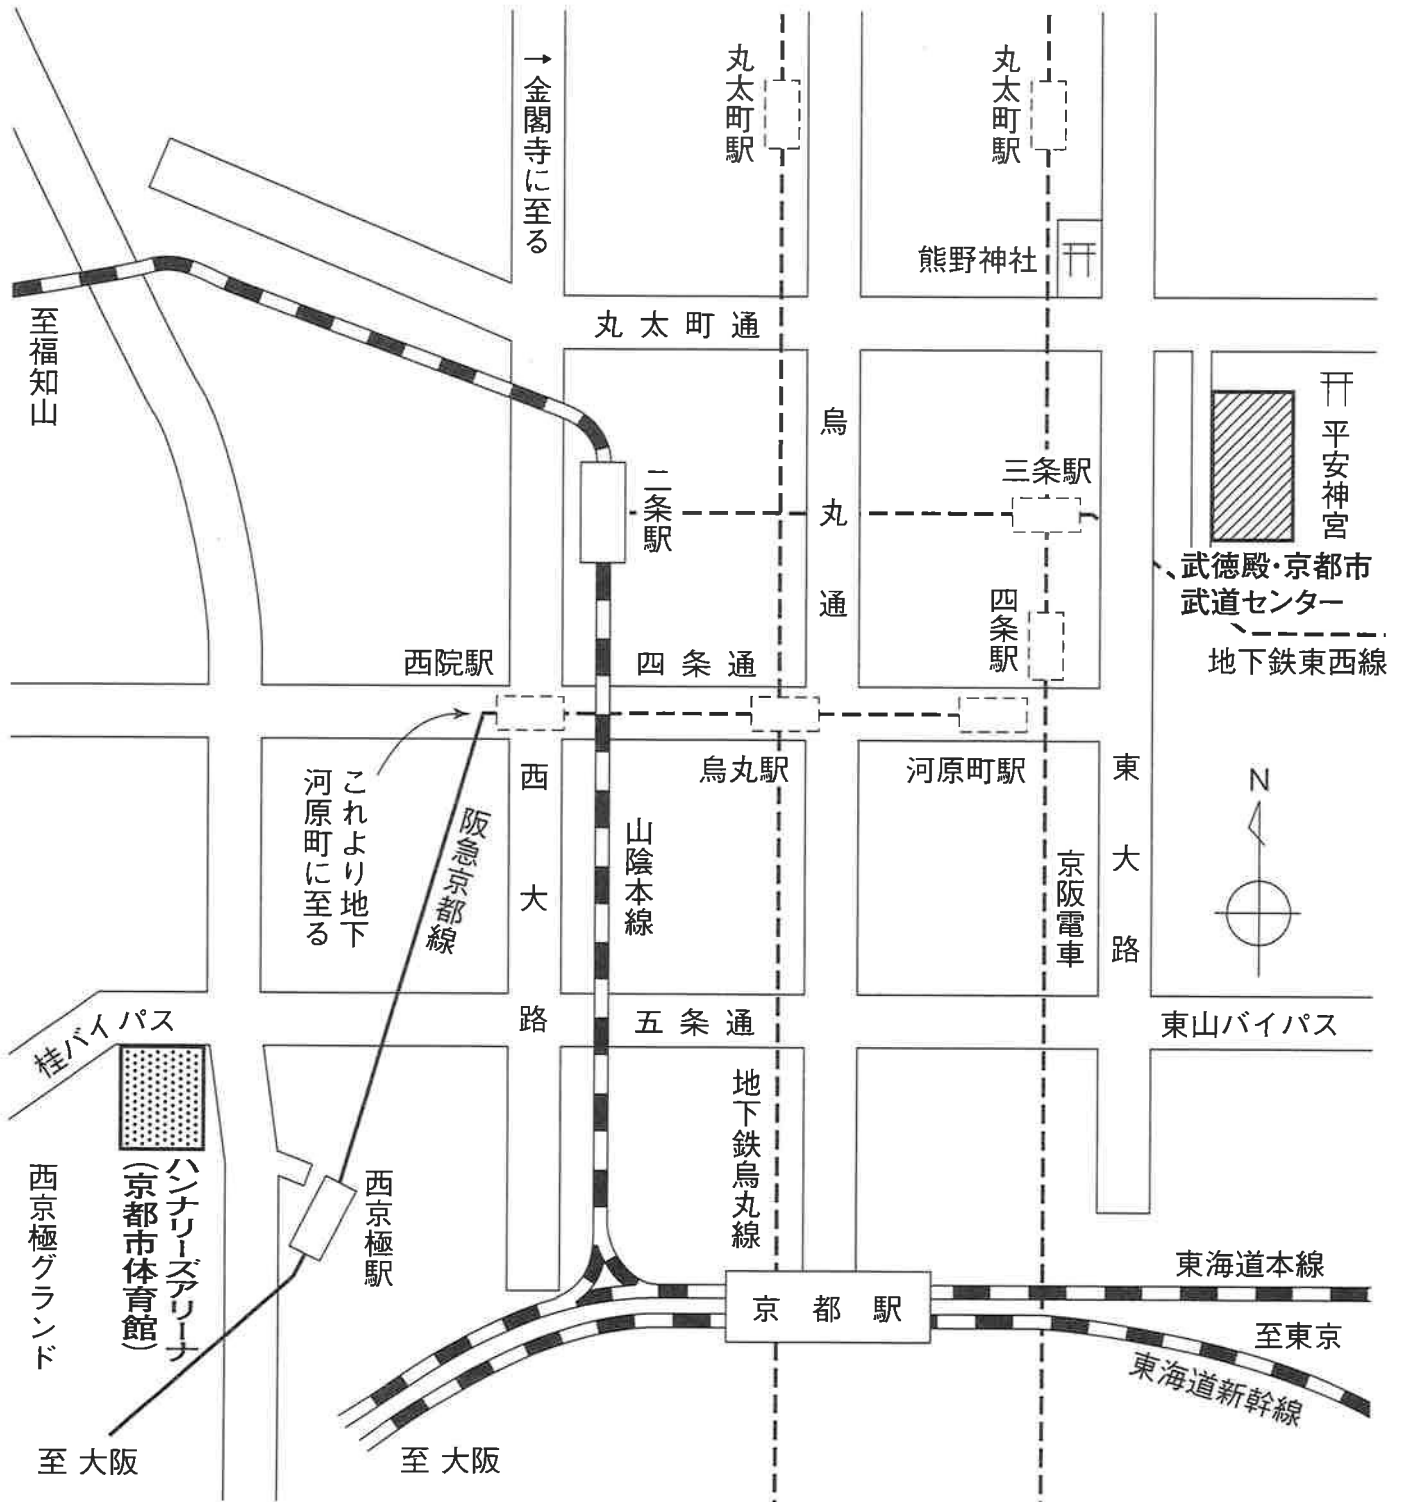 →金閣寺に至る
丸太町駅
丸太町駅
熊野神社
丸太町通
至福知山
烏丸通
平安神宮
三条駅
二条駅
武徳殿・京都市
武道センター
四条駅
地下鉄東西線
西院駅
四条通
烏丸駅
河原町駅
東大路
N
これより地下
河原町に至る
阪急京都線
西大路
山陰本線
京阪電車
桂バイパス
五条通
東山バイパス
地下鉄烏丸線
西京極グランド
ハンナリーズアリーナ
(京都市体育館)
西京極駅
東海道本線
京都駅
至東京
東海道新幹線
至 大阪
至 大阪